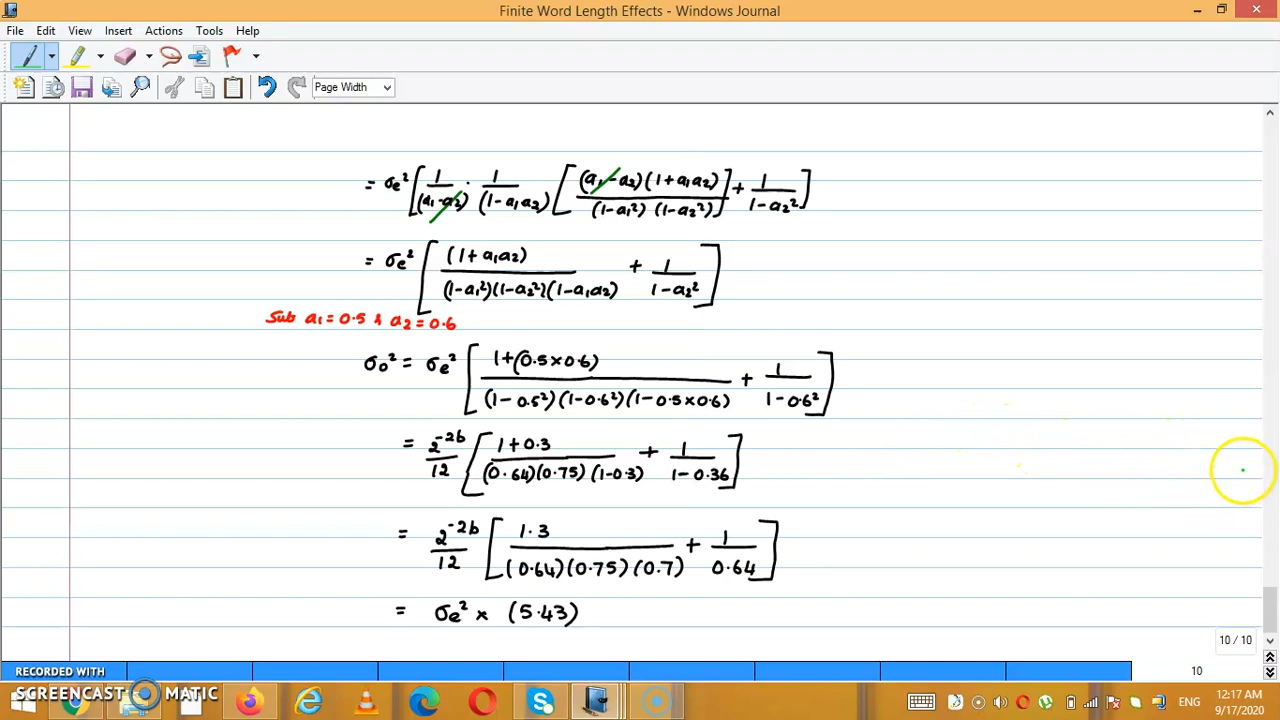 Finite Word Length Effects - Windows Journal
File Edit View Insert Actions Tools Help
Page Width
= σe² [ 1/(a₁-a₂) · 1/(1-a₁a₂) [ (a₁-a₂)(1+a₁a₂)/(1-a₁²)(1-a₂²) ] + 1/1-a₂² ]
= σe² [ (1+a₁a₂)/(1-a₁²)(1-a₂²)(1-a₁a₂) + 1/1-a₂² ]
Sub a₁ = 0.5 & a₂ = 0.6
σo² = σe² [ 1+(0.5×0.6)/(1-0.5²)(1-0.6²)(1-0.5×0.6) + 1/1-0.6² ]
= 2^-2b/12 [ 1+0.3/(0.64)(0.75)(1-0.3) + 1/1-0.36 ]
= 2^-2b/12 [ 1.3/(0.64)(0.75)(0.7) + 1/0.64 ]
= σe² × (5.43)
10 / 10
RECORDED WITH
10
SCREENCAST MATIC
ENG
12:17 AM
9/17/2020